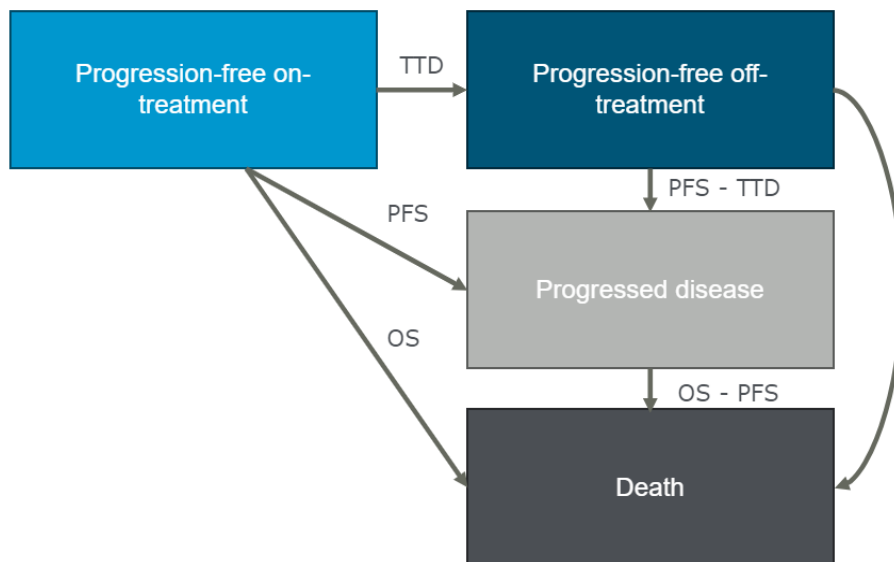 Progression-free on-
treatment
TTD
Progression-free off-
treatment
PFS - TTD
PFS
Progressed disease
OS
OS - PFS
Death